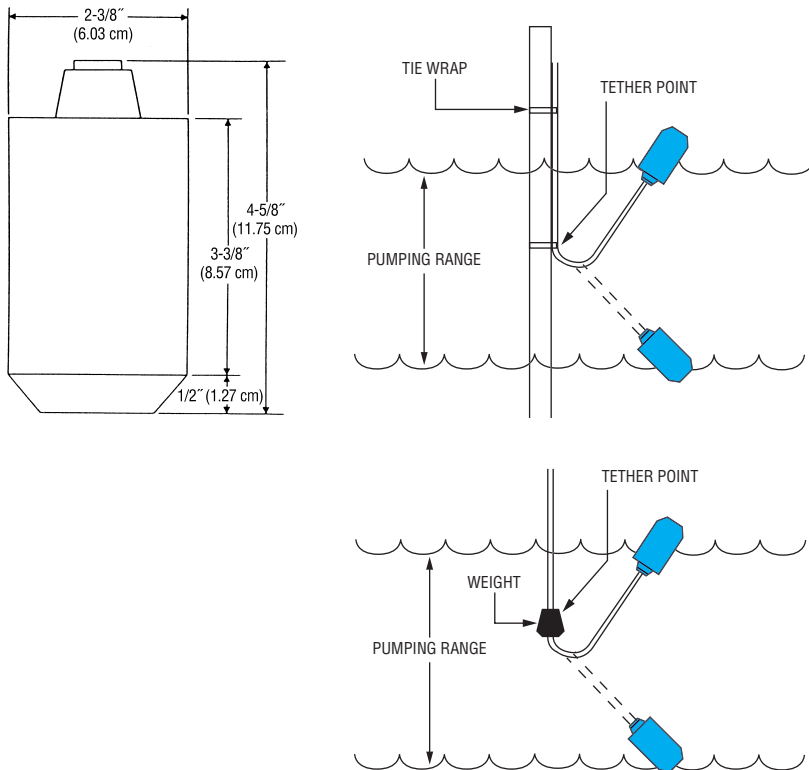 2-3/8″
(6.03 cm)
4-5/8″
(11.75 cm)
3-3/8″
(8.57 cm)
1/2″ (1.27 cm)
TIE WRAP
TETHER POINT
PUMPING RANGE
TETHER POINT
WEIGHT
PUMPING RANGE